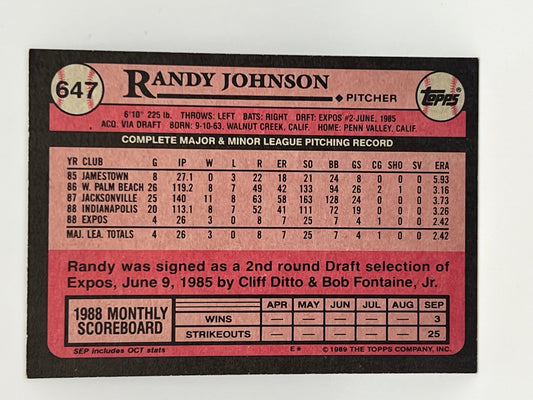 647
RANDY JOHNSON
PITCHER
Topps
6'10" 225 lb. THROWS: LEFT BATS: RIGHT DRFT: EXPOS #2-JUNE, 1985
ACQ. VIA DRAFT BORN: 9-10-63, WALNUT CREEK, CALIF. HOME: PENN VALLEY, CALIF.
COMPLETE MAJOR & MINOR LEAGUE PITCHING RECORD
YR CLUB G IP W L R ER SO BB GS CG SHO SV ERA
85 JAMESTOWN 8 27.1 0 3 22 18 21 24 8 0 0 0 5.93
86 W. PALM BEACH 26 119.2 8 7 49 42 133 94 26 2 1 0 3.16
87 JACKSONVILLE 25 140 11 8 63 58 163 128 24 0 0 0 3.73
88 INDIANAPOLIS 20 113.1 8 7 52 41 111 72 19 0 0 0 3.26
88 EXPOS 4 26 3 0 8 7 25 7 4 1 0 0 2.42
MAJ. LEA. TOTALS 4 26 3 0 8 7 25 7 4 1 0 0 2.42
Randy was signed as a 2nd round Draft selection of
Expos, June 9, 1985 by Cliff Ditto & Bob Fontaine, Jr.
1988 MONTHLY
SCOREBOARD
APR MAY JUN JUL AUG SEP
WINS — — — — — 3
STRIKEOUTS — — — — — 25
SEP includes OCT stats
E* © 1989 THE TOPPS COMPANY, INC.